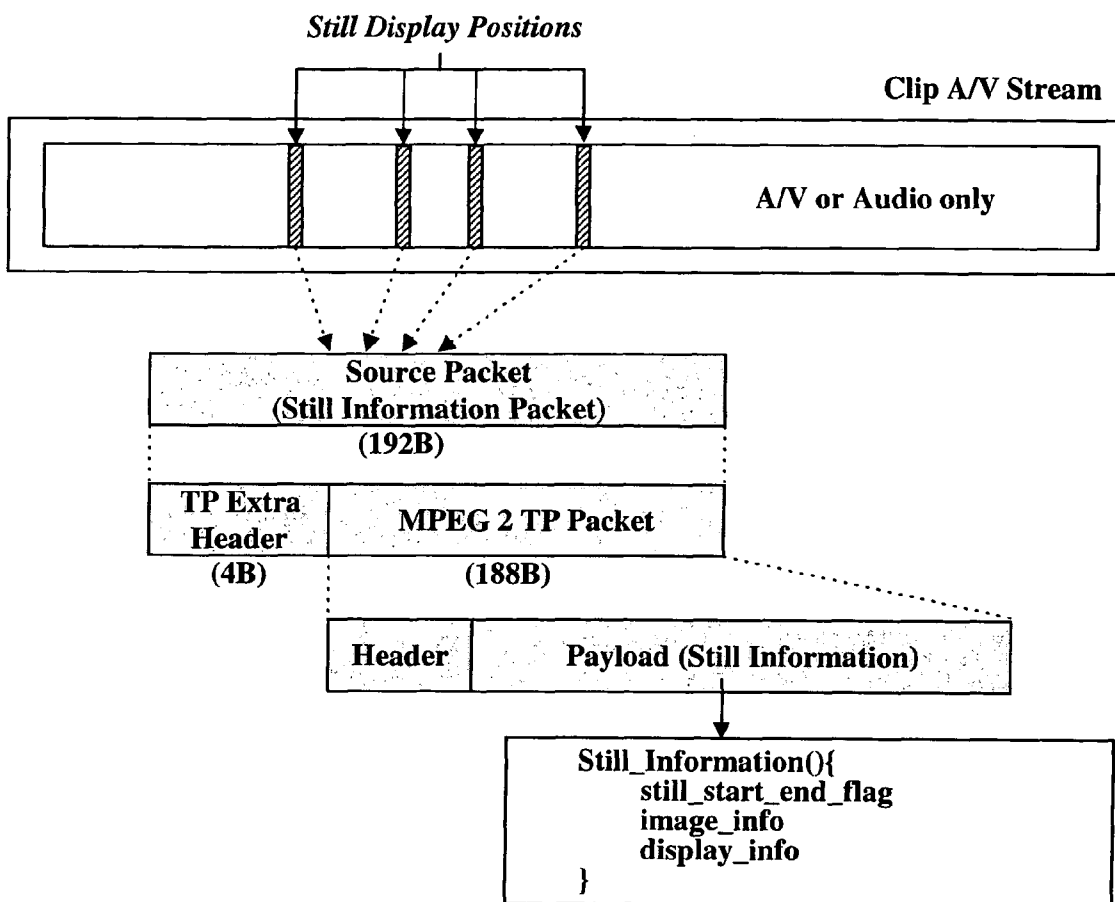 Still Display Positions
Clip A/V Stream
A/V or Audio only
Source Packet
(Still Information Packet)
(192B)
TP Extra
Header
MPEG 2 TP Packet
(4B)
(188B)
Header
Payload (Still Information)
Still_Information(){
still_start_end_flag
image_info
display_info
}